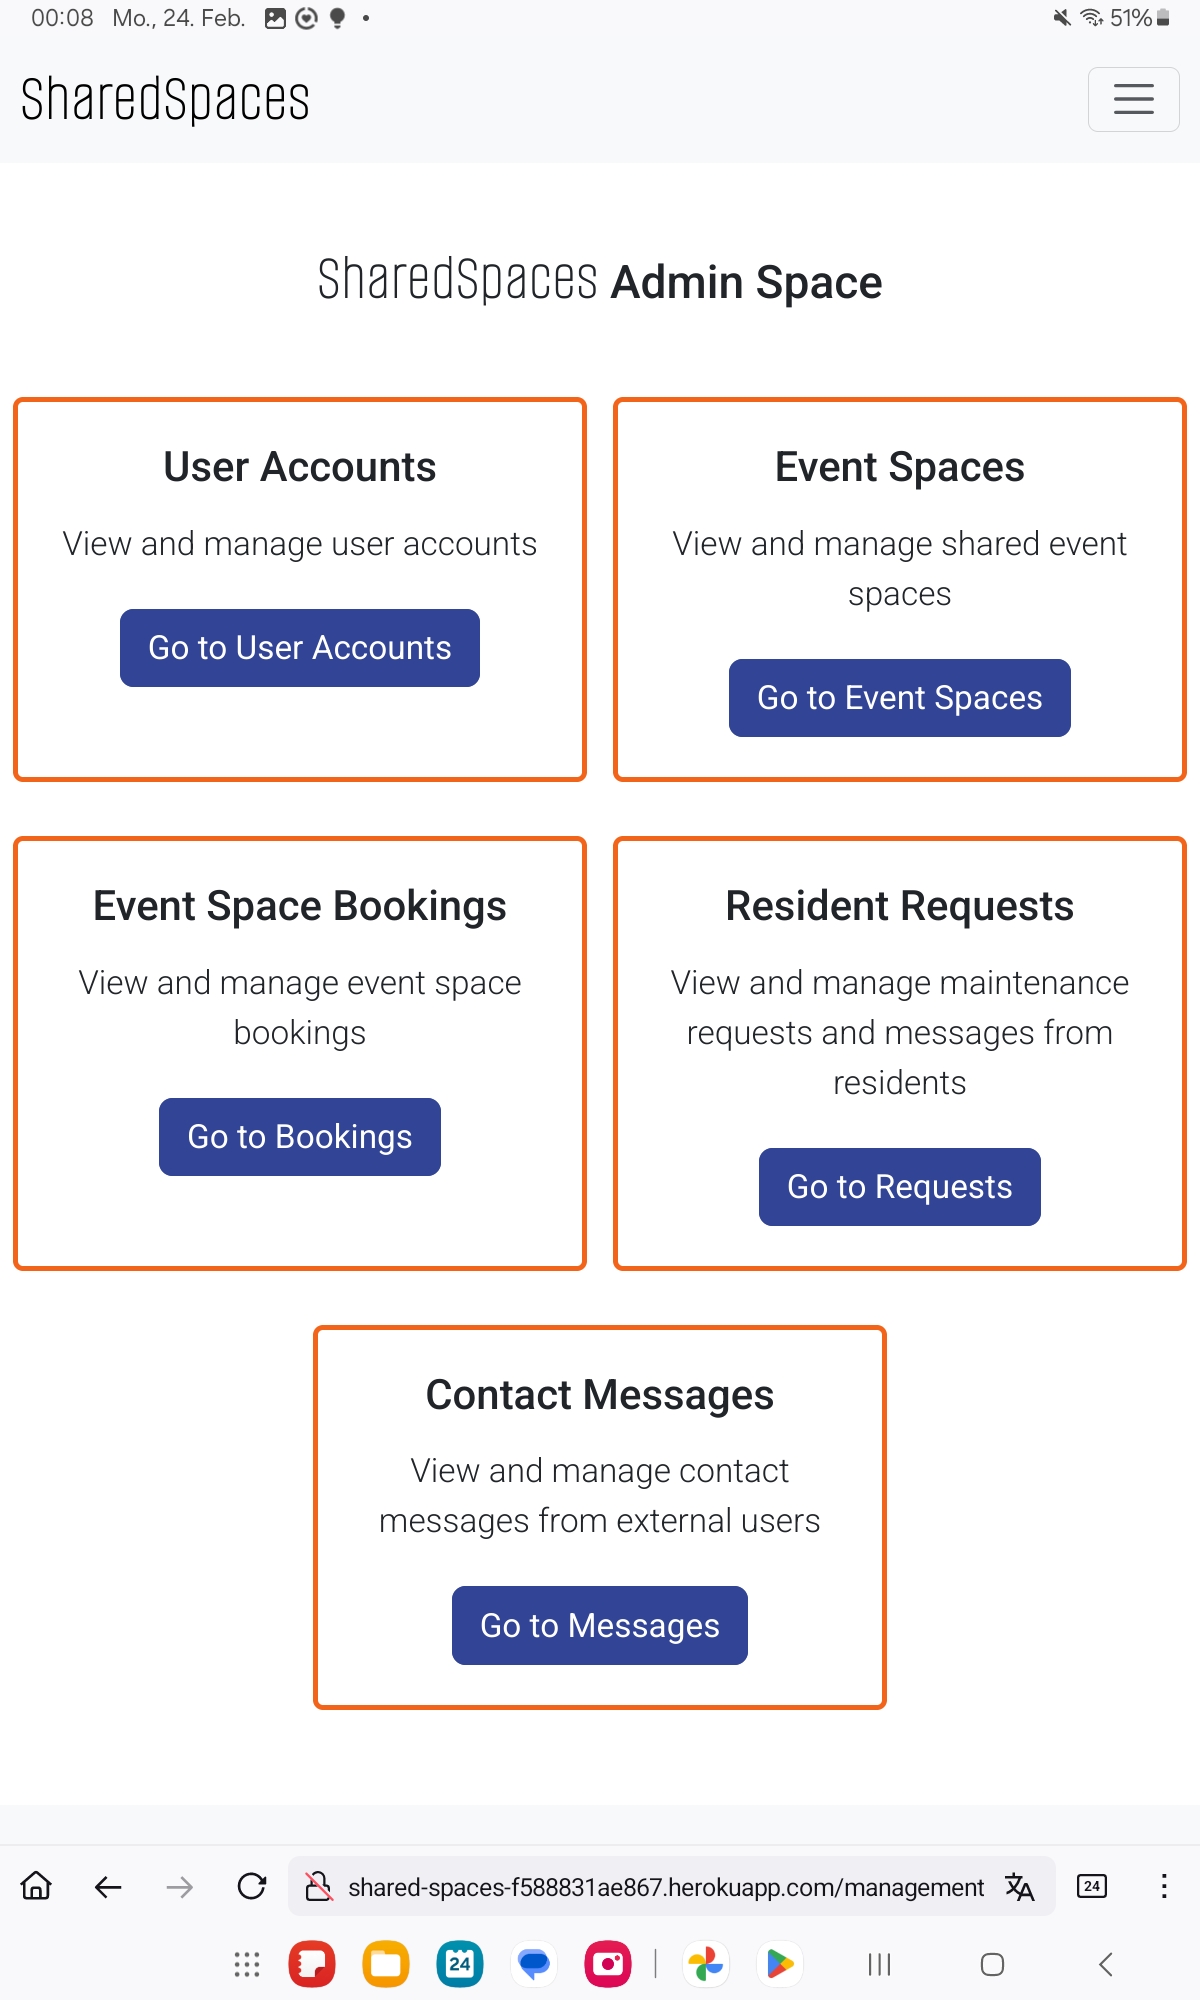 00:08 Mo., 24. Feb. 51%
SharedSpaces
SharedSpaces Admin Space
User Accounts
View and manage user accounts
Go to User Accounts
Event Spaces
View and manage shared event
spaces
Go to Event Spaces
Event Space Bookings
View and manage event space
bookings
Go to Bookings
Resident Requests
View and manage maintenance
requests and messages from
residents
Go to Requests
Contact Messages
View and manage contact
messages from external users
Go to Messages
shared-spaces-f588831ae867.herokuapp.com/management 24
24